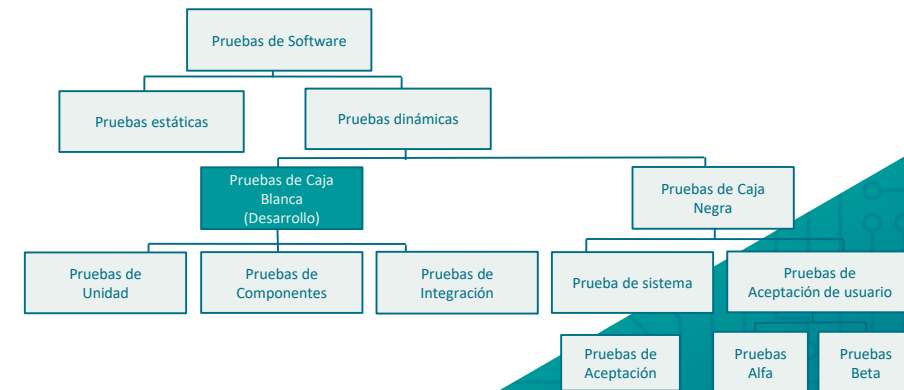 Pruebas de Software
Pruebas estáticas
Pruebas dinámicas
Pruebas de Caja
Blanca
(Desarrollo)
Pruebas de Caja
Negra
Pruebas de
Unidad
Pruebas de
Componentes
Pruebas de
Integración
Prueba de sistema
Pruebas de
Aceptación de usuario
Pruebas de
Aceptación
Pruebas
Alfa
Pruebas
Beta